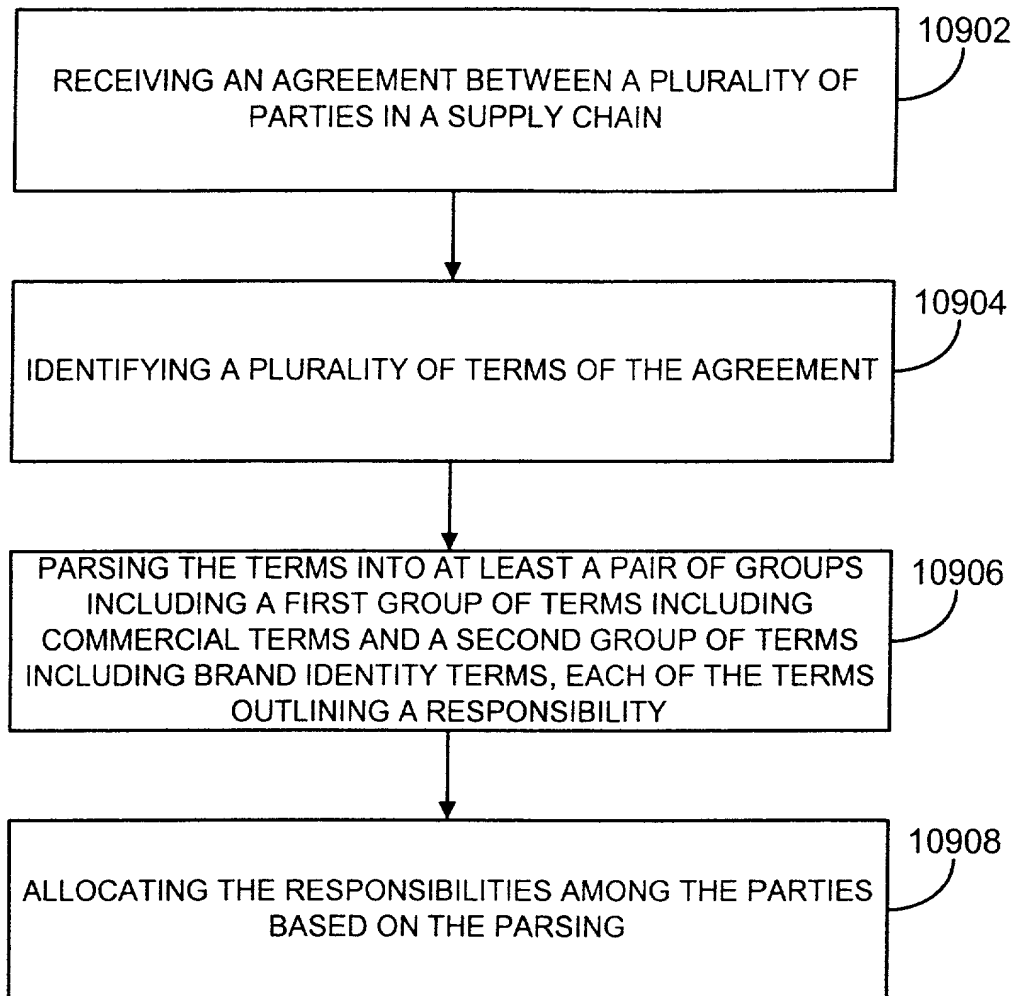 10902
RECEIVING AN AGREEMENT BETWEEN A PLURALITY OF
PARTIES IN A SUPPLY CHAIN
10904
IDENTIFYING A PLURALITY OF TERMS OF THE AGREEMENT
10906
PARSING THE TERMS INTO AT LEAST A PAIR OF GROUPS
INCLUDING A FIRST GROUP OF TERMS INCLUDING
COMMERCIAL TERMS AND A SECOND GROUP OF TERMS
INCLUDING BRAND IDENTITY TERMS, EACH OF THE TERMS
OUTLINING A RESPONSIBILITY
10908
ALLOCATING THE RESPONSIBILITIES AMONG THE PARTIES
BASED ON THE PARSING